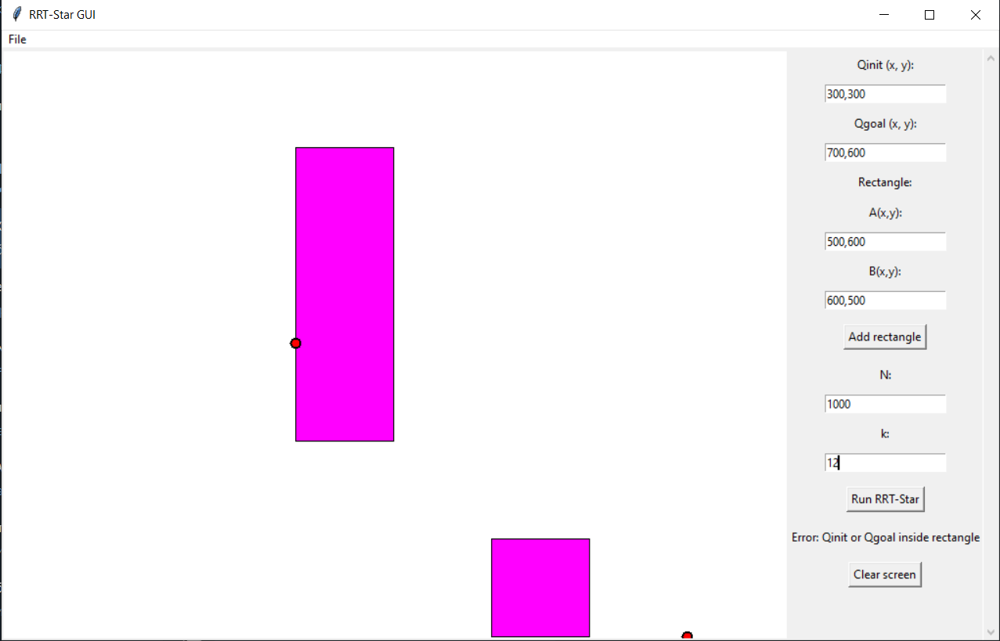 RRT-Star GUI
File
Qinit (x, y):
300,300
Qgoal (x, y):
700,600
Rectangle:
A(x,y):
500,600
B(x,y):
600,500
Add rectangle
N:
1000
k:
12
Run RRT-Star
Error: Qinit or Qgoal inside rectangle
Clear screen